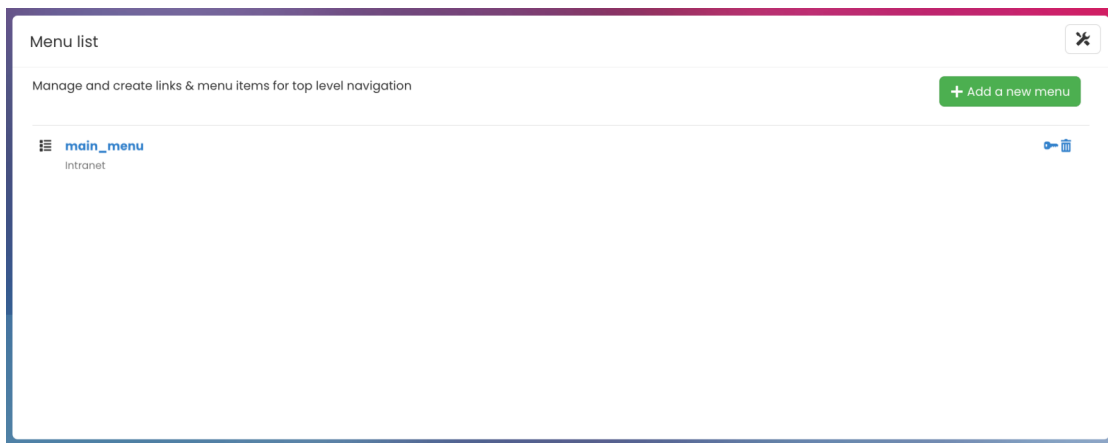 Menu list
Manage and create links & menu items for top level navigation
Add a new menu
main_menu
Intranet